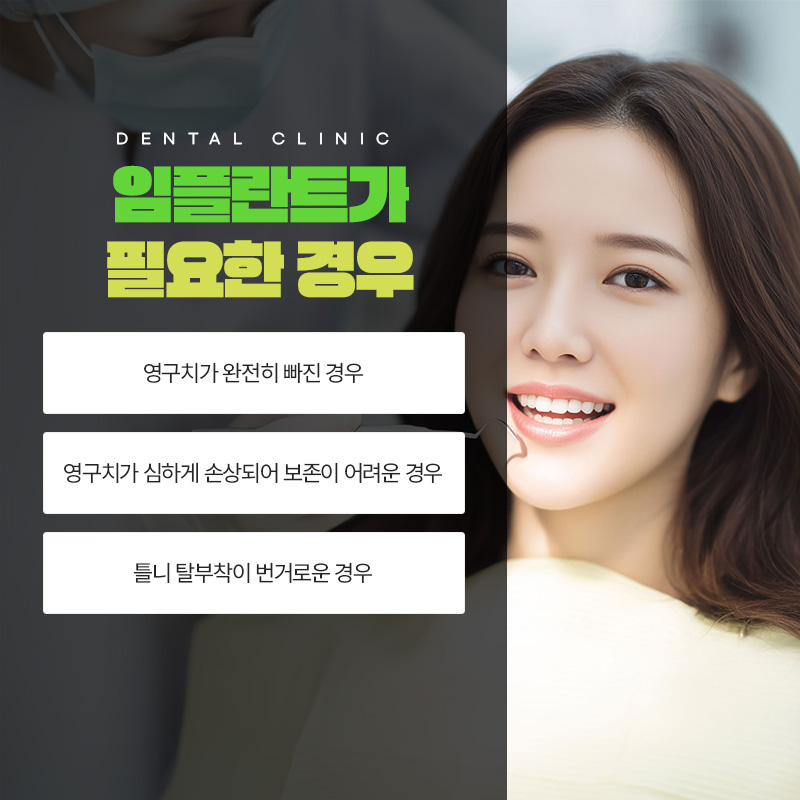 DENTAL CLINIC
임플란트가
필요한 경우
영구치가 완전히 빠진 경우
영구치가 심하게 손상되어 보존이 어려운 경우
틀니 탈부착이 번거로운 경우